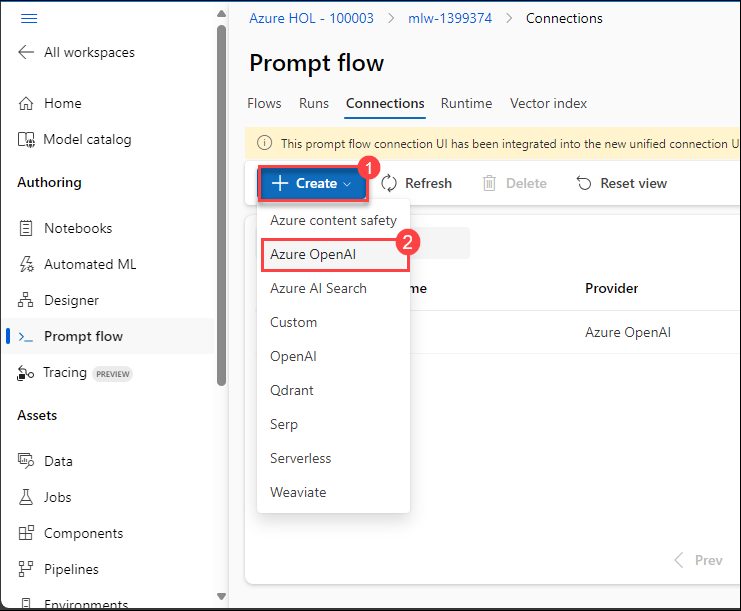 Azure HOL - 100003 > mlw-1399374 > Connections
All workspaces
Home
Model catalog
Authoring
Notebooks
Automated ML
Designer
Prompt flow
Tracing PREVIEW
Assets
Data
Jobs
Components
Pipelines
Environments
Prompt flow
Flows Runs Connections Runtime Vector index
This prompt flow connection UI has been integrated into the new unified connection U
1
Create Refresh Delete Reset view
Azure content safety
2
Azure OpenAI
Azure AI Search
Custom
OpenAI
Qdrant
Serp
Serverless
Weaviate
me Provider
Azure OpenAI
Prev